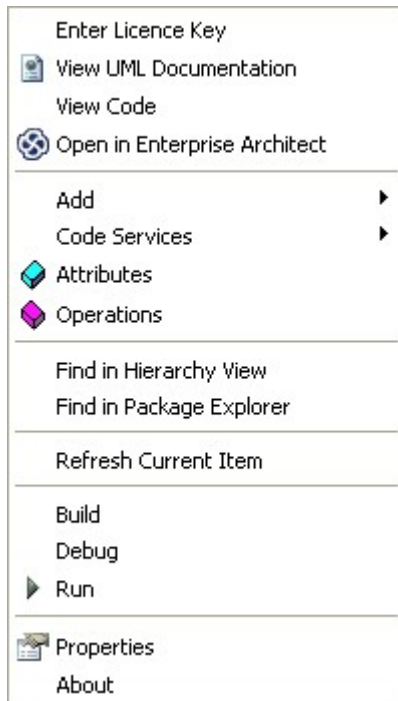 Enter Licence Key
View UML Documentation
View Code
Open in Enterprise Architect
Add
Code Services
Attributes
Operations
Find in Hierarchy View
Find in Package Explorer
Refresh Current Item
Build
Debug
Run
Properties
About